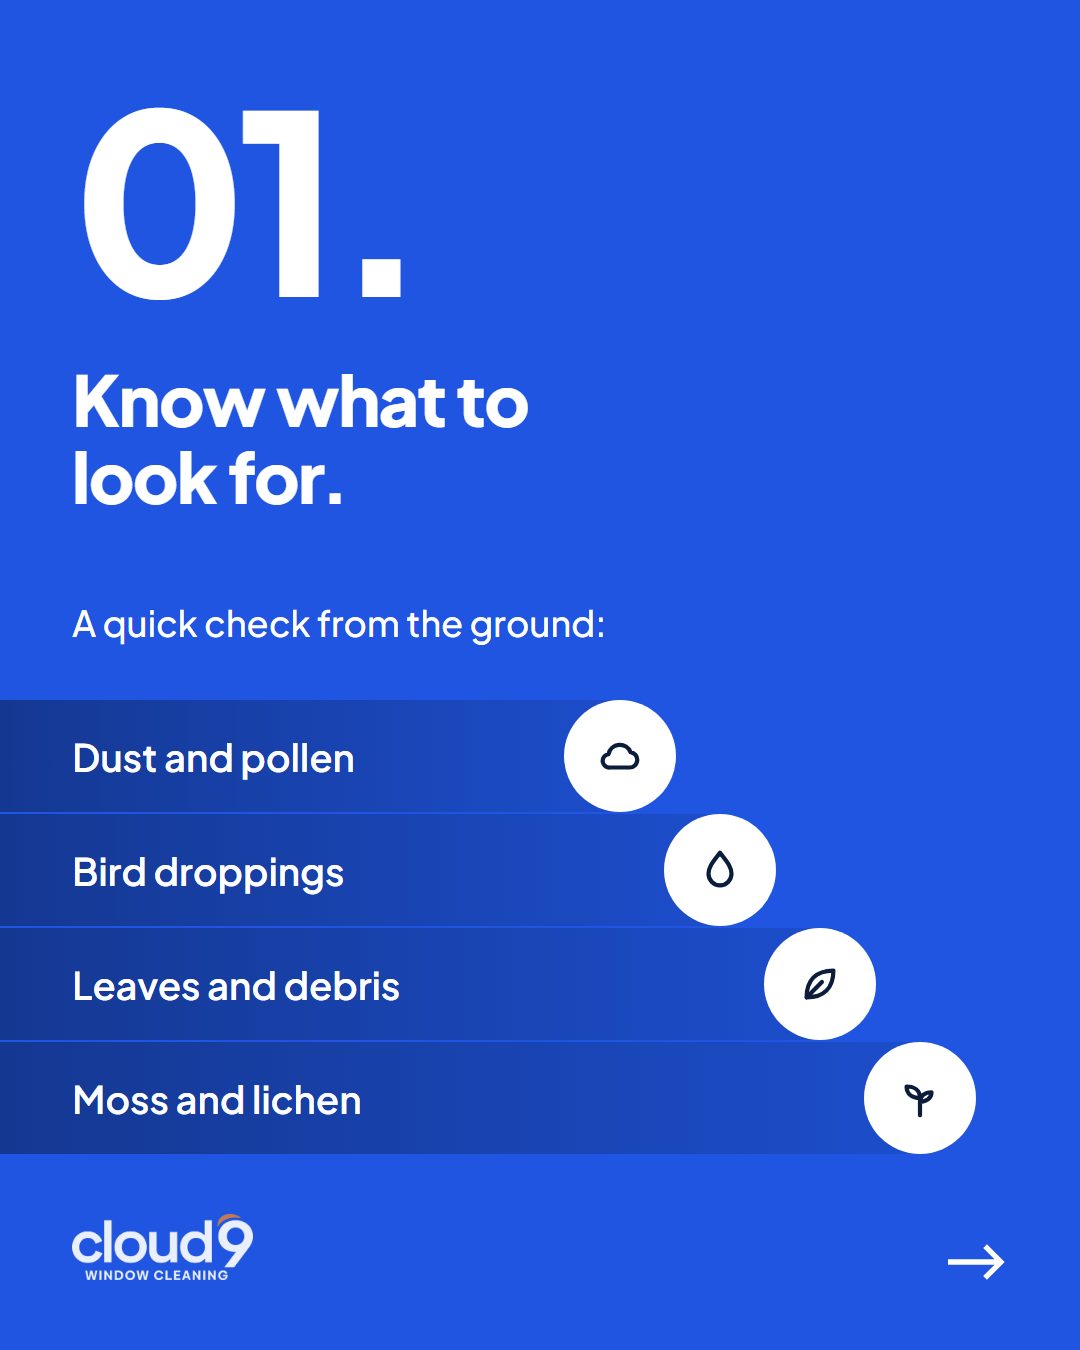 01.
Know what to
look for.
A quick check from the ground:
Dust and pollen
Bird droppings
Leaves and debris
Moss and lichen
cloud9
WINDOW CLEANING